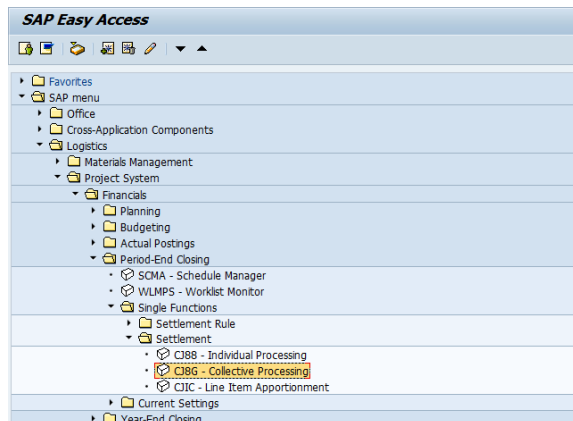 SAP Easy Access
Favorites
SAP menu
Office
Cross-Application Components
Logistics
Materials Management
Project System
Financials
Planning
Budgeting
Actual Postings
Period-End Closing
SCMA - Schedule Manager
WLMPS - Worklist Monitor
Single Functions
Settlement Rule
Settlement
CJ88 - Individual Processing
CJ8G - Collective Processing
CJIC - Line Item Apportionment
Current Settings
Year-End Closing